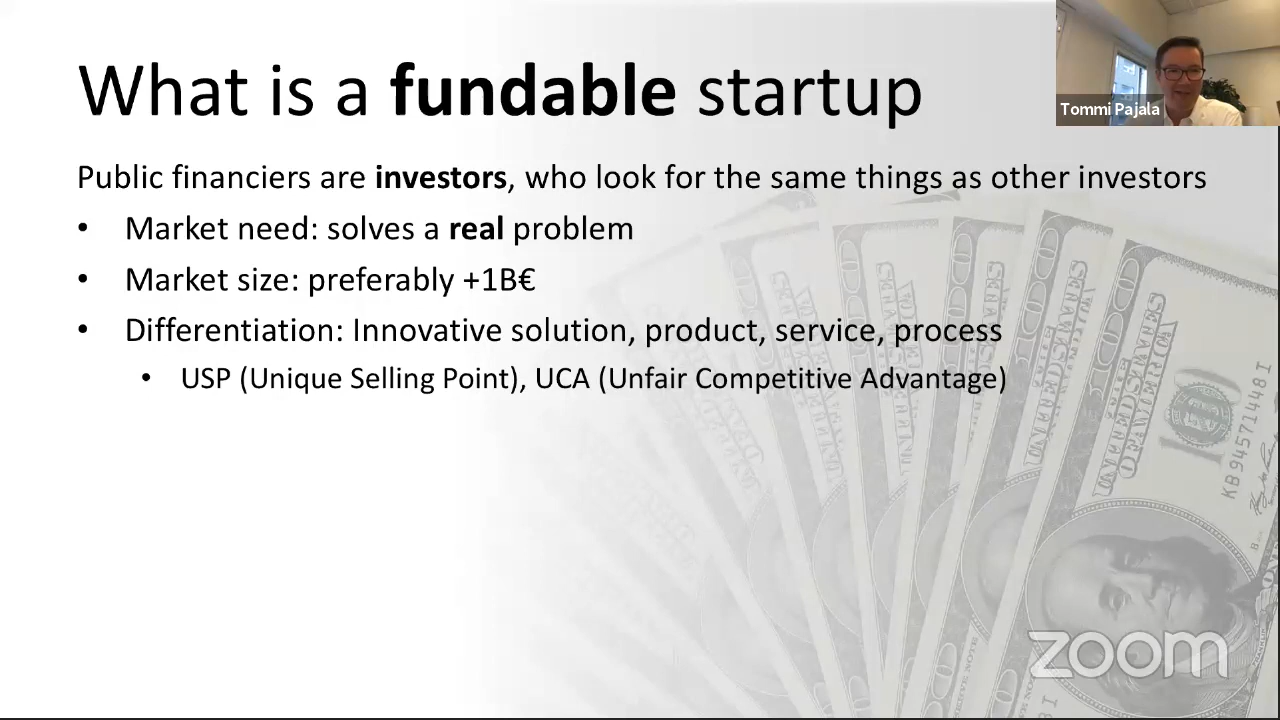 What is a fundable startup
Tommi Pajala
Public financiers are investors, who look for the same things as other investors
• Market need: solves a real problem
• Market size: preferably +1B€
• Differentiation: Innovative solution, product, service, process
• USP (Unique Selling Point), UCA (Unfair Competitive Advantage)
100
KB94571448I
zoom